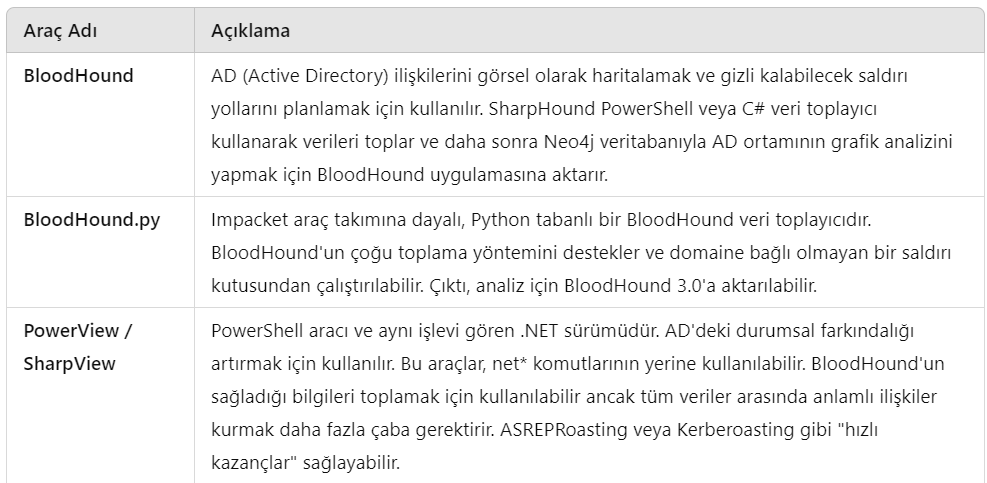 Araç Adı Açıklama
BloodHound AD (Active Directory) ilişkilerini görsel olarak haritalamak ve gizli kalabilecek saldırı
yollarını planlamak için kullanılır. SharpHound PowerShell veya C# veri toplayıcı
kullanarak verileri toplar ve daha sonra Neo4j veritabanıyla AD ortamının grafik analizini
yapmak için BloodHound uygulamasına aktarır.
BloodHound.py Impacket araç takımına dayalı, Python tabanlı bir BloodHound veri toplayıcıdır.
BloodHound'un çoğu toplama yöntemini destekler ve domaine bağlı olmayan bir saldırı
kutusundan çalıştırılabilir. Çıktı, analiz için BloodHound 3.0'a aktarılabilir.
PowerView / PowerShell aracı ve aynı işlevi gören .NET sürümüdür. AD'deki durumsal farkındalığı
SharpView artırmak için kullanılır. Bu araçlar, net* komutlarının yerine kullanılabilir. BloodHound'un
sağladığı bilgileri toplamak için kullanılabilir ancak tüm veriler arasında anlamlı ilişkiler
kurmak daha fazla çaba gerektirir. ASREPRoasting veya Kerberoasting gibi "hızlı
kazançlar" sağlayabilir.